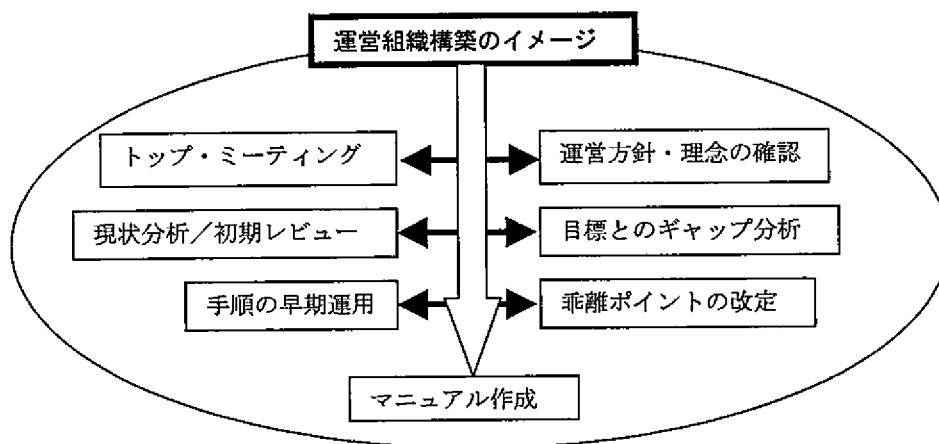 運営組織構築のイメージ
トップ・ミーティング
運営方針・理念の確認
現状分析／初期レビュー
目標とのギャップ分析
手順の早期運用
乖離ポイントの改定
マニュアル作成